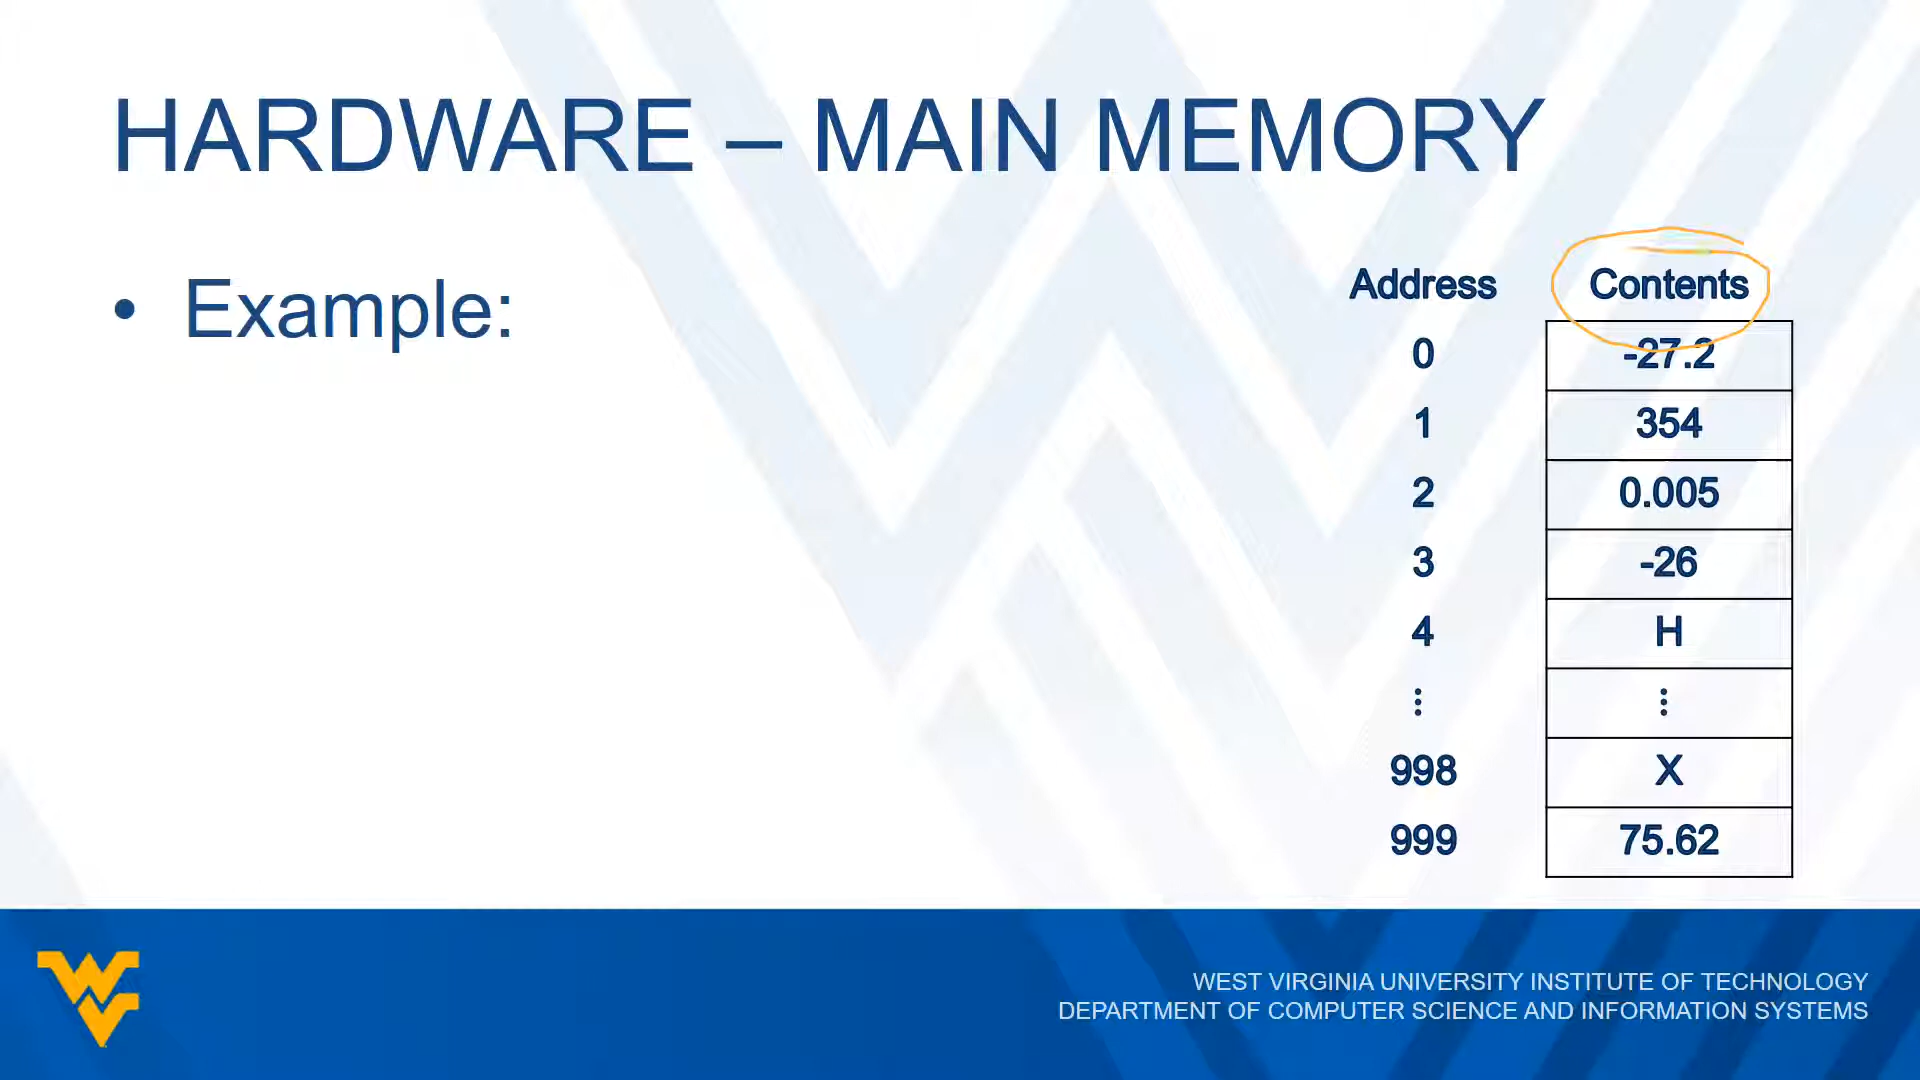 HARDWARE – MAIN MEMORY
• Example:
Address Contents
0 -27.2
1 354
2 0.005
3 -26
4 H
⋮ ⋮
998 X
999 75.62
WEST VIRGINIA UNIVERSITY INSTITUTE OF TECHNOLOGY
DEPARTMENT OF COMPUTER SCIENCE AND INFORMATION SYSTEMS